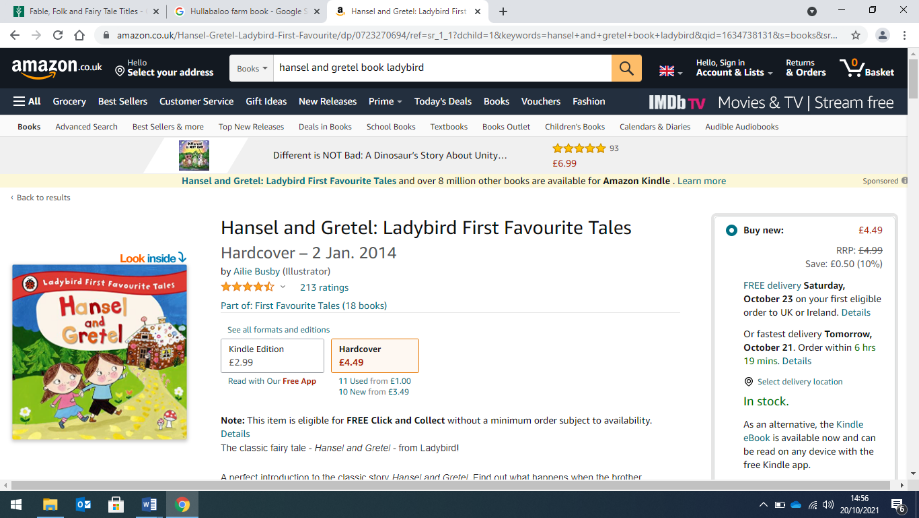 Fable, Folk and Fairy Tale Titles -
Hullabaloo farm book - Google S
Hansel and Gretel: Ladybird First
amazon.co.uk/Hansel-Gretel-Ladybird-First-Favourite/dp/0723270694/ref=sr_1_1?dchild=1&keywords=hansel+and+gretel+book+ladybird&qid=1634738131&s=books&sr...
amazon.co.uk
Hello
Select your address
Books
hansel and gretel book ladybird
Hello, Sign in
Account & Lists
Returns
& Orders
0
Basket
All Grocery Best Sellers Customer Service Gift Ideas New Releases Prime Today's Deals Books Vouchers Fashion
IMDb TV Movies & TV | Stream free
Books Advanced Search Best Sellers & more Top New Releases Deals in Books School Books Textbooks Books Outlet Children's Books Calendars & Diaries Audible Audiobooks
Different is NOT Bad: A Dinosaur's Story About Unity...
93
£6.99
Hansel and Gretel: Ladybird First Favourite Tales and over 8 million other books are available for Amazon Kindle . Learn more
Sponsored
‹ Back to results
Look inside
Ladybird First Favourite Tales
Hansel
and
Gretel
Hansel and Gretel: Ladybird First Favourite Tales
Hardcover – 2 Jan. 2014
by Ailie Busby (Illustrator)
213 ratings
Part of: First Favourite Tales (18 books)
See all formats and editions
Kindle Edition
£2.99
Read with Our Free App
Hardcover
£4.49
11 Used from £1.00
10 New from £3.49
Note: This item is eligible for FREE Click and Collect without a minimum order subject to availability.
Details
The classic fairy tale - Hansel and Gretel - from Ladybird!
A perfect introduction to the classic story Hansel and Gretel. Find out what happens when the brother
Buy new: £4.49
RRP: £4.99
Save: £0.50 (10%)
FREE delivery Saturday,
October 23 on your first eligible
order to UK or Ireland. Details
Or fastest delivery Tomorrow,
October 21. Order within 6 hrs
19 mins. Details
Select delivery location
In stock.
As an alternative, the Kindle
eBook is available now and can
be read on any device with the
free Kindle app.
14:56
20/10/2021
6